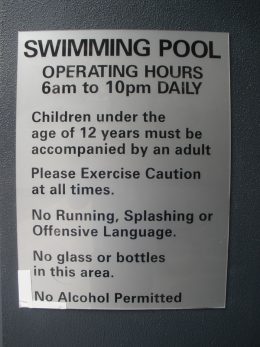 SWIMMING POOL
OPERATING HOURS
6am to 10pm DAILY
Children under the
age of 12 years must be
accompanied by an adult
Please Exercise Caution
at all times.
No Running, Splashing or
Offensive Language.
No glass or bottles
in this area.
No Alcohol Permitted